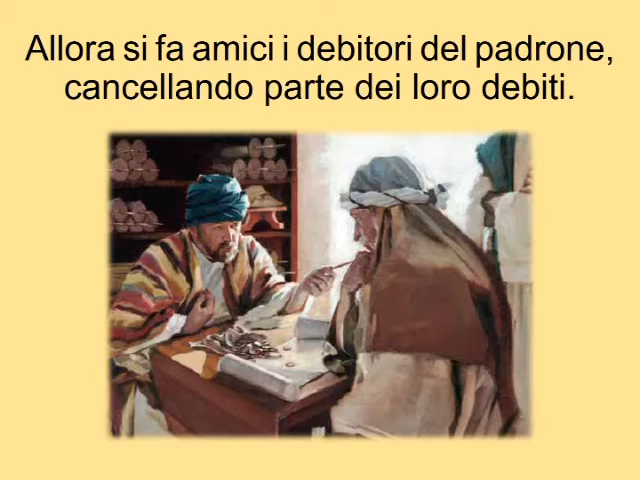 Allora si fa amici i debitori del padrone,
cancellando parte dei loro debiti.